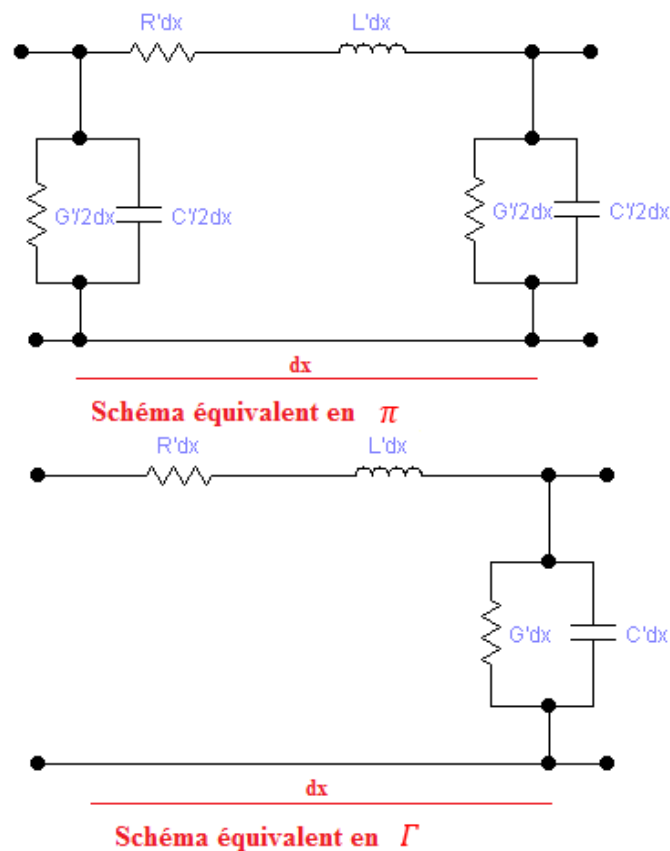 R'dx L'dx
G'/2dx C'/2dx G'/2dx C'/2dx
dx
Schéma équivalent en π
R'dx L'dx
G'dx C'dx
dx
Schéma équivalent en Γ